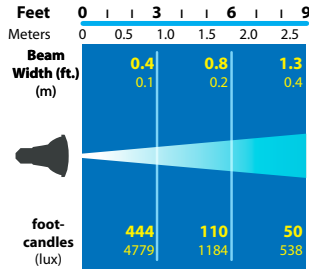 Feet 0 3 6 9
Meters 0 0.5 1.0 1.5 2.0 2.5
Beam
Width (ft.) 0.4 0.8 1.3
(m) 0.1 0.2 0.4
foot- 444 110 50
candles 4779 1184 538
(lux)